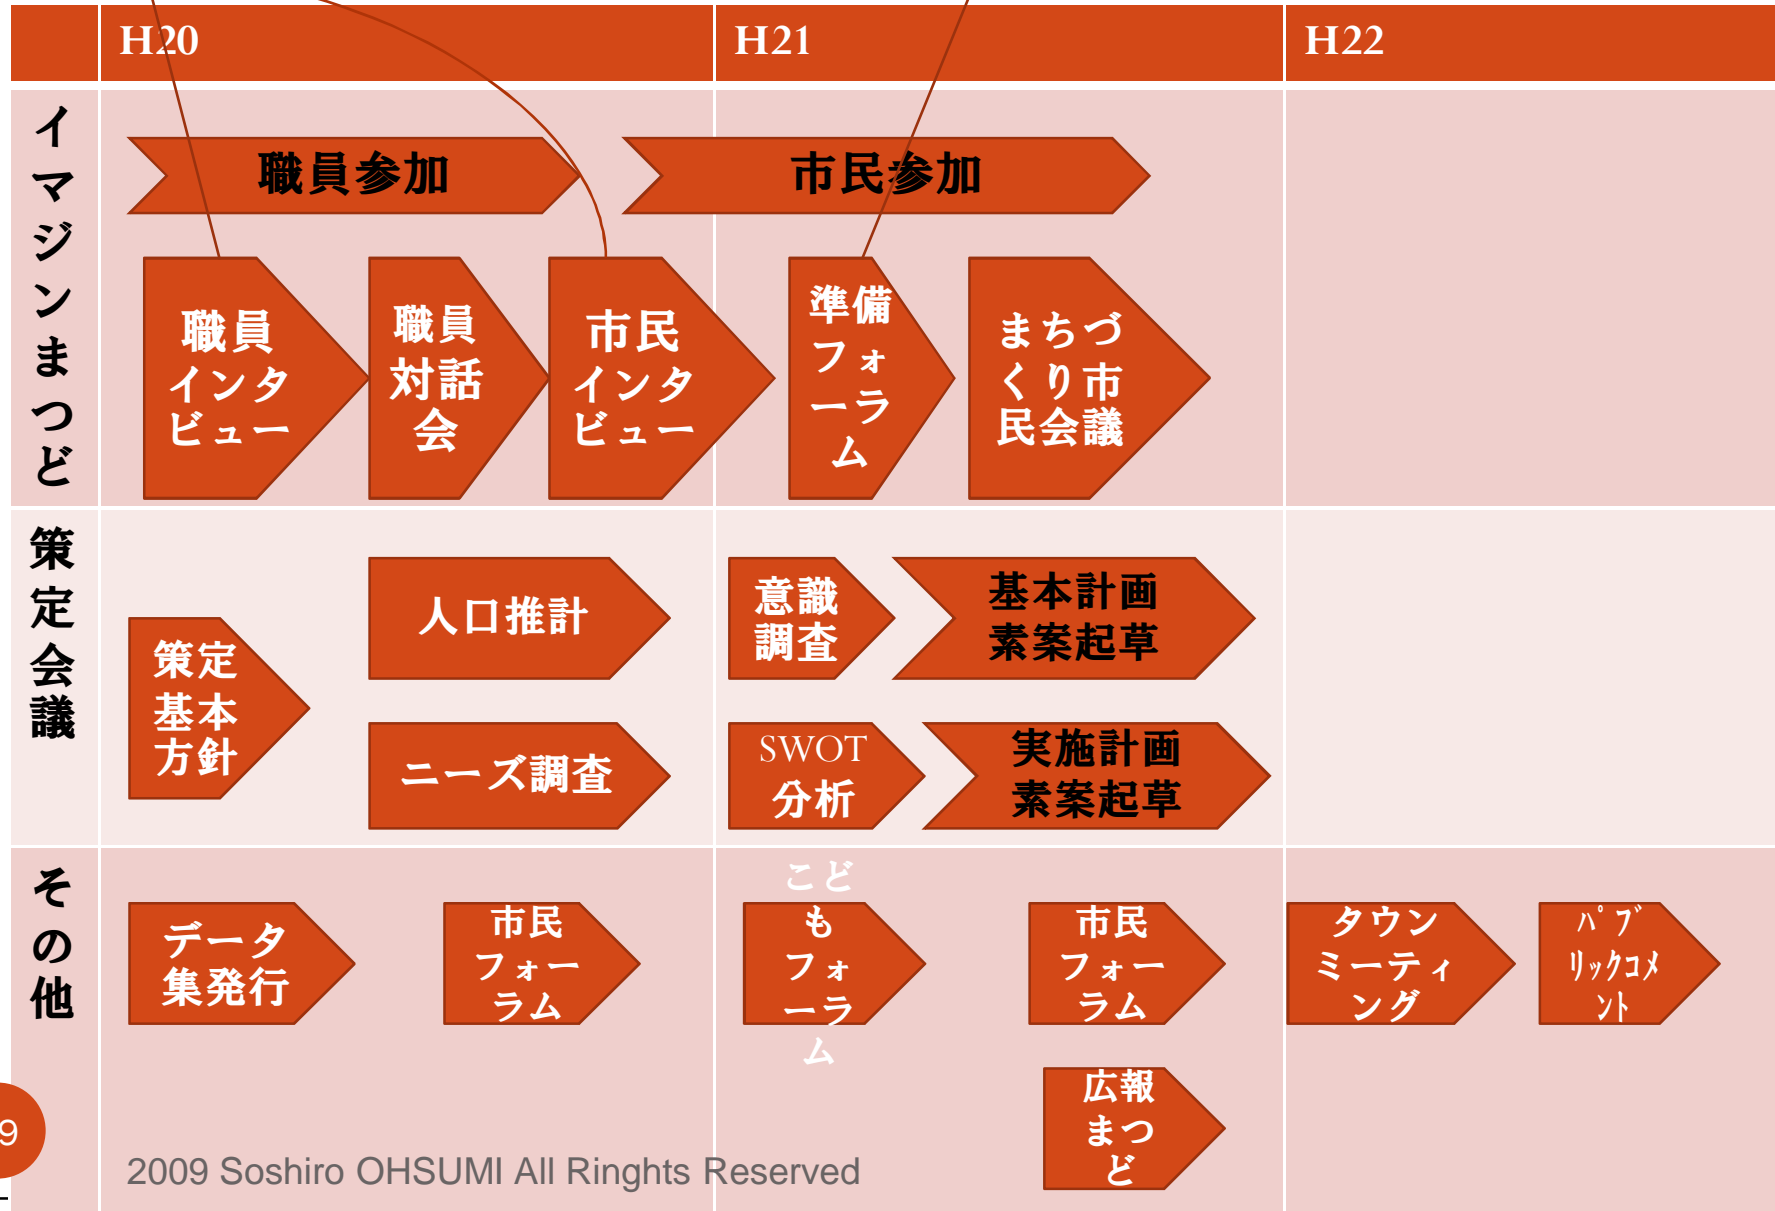 H20
H21
H22
イマジンまつど
職員参加
市民参加
職員
インタ
ビュー
職員
対話
会
市民
インタ
ビュー
準備
フォ
ーラ
ム
まちづ
くり市
民会議
策定会議
策定
基本
方針
人口推計
ニーズ調査
意識
調査
基本計画
素案起草
SWOT
分析
実施計画
素案起草
その他
データ
集発行
市民
フォー
ラム
こど
も
フォ
ーラ
ム
市民
フォー
ラム
広報
まつ
ど
タウン
ミーティ
ング
ﾊﾟﾌﾞ
ﾘｯｸｺﾒ
ﾝﾄ
9
2009 Soshiro OHSUMI All Ringhts Reserved